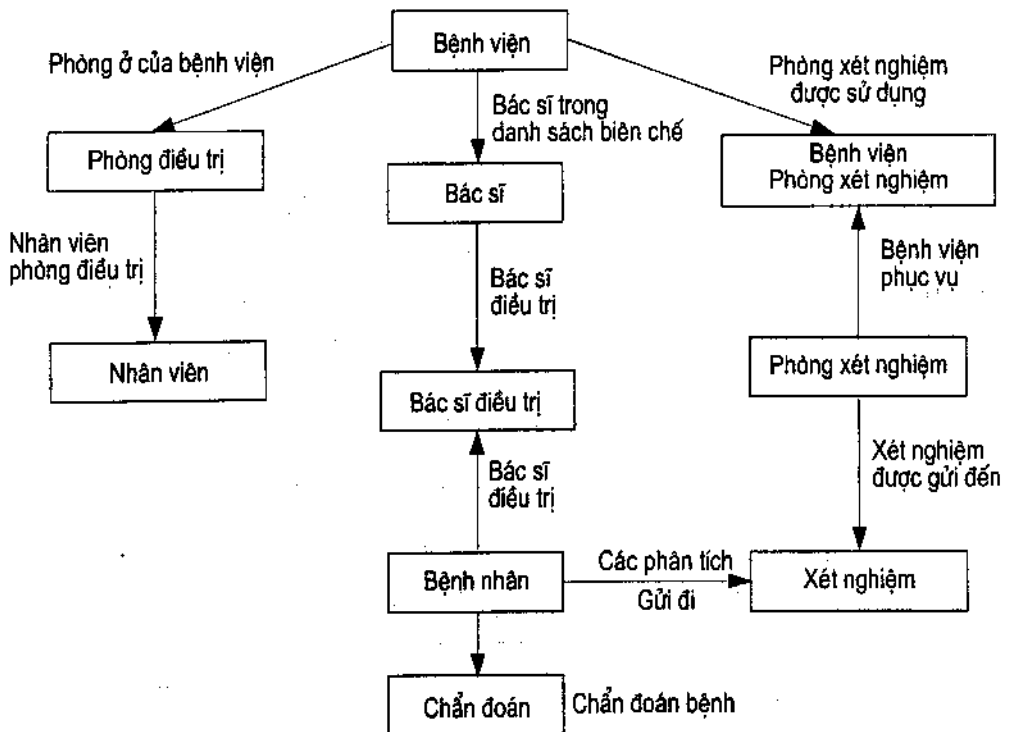 Bệnh viện
Phòng ở của bệnh viện
Bác sĩ trong
danh sách biên chế
Phòng xét nghiệm
được sử dụng
Phòng điều trị
Bác sĩ
Bệnh viện
Phòng xét nghiệm
Nhân viên
phòng điều trị
Bác sĩ
điều trị
Bệnh viện
phục vụ
Nhân viên
Bác sĩ điều trị
Phòng xét nghiệm
Bác sĩ
điều trị
Xét nghiệm
được gửi đến
Bệnh nhân
Các phân tích
Gửi đi
Xét nghiệm
Chẩn đoán
Chẩn đoán bệnh